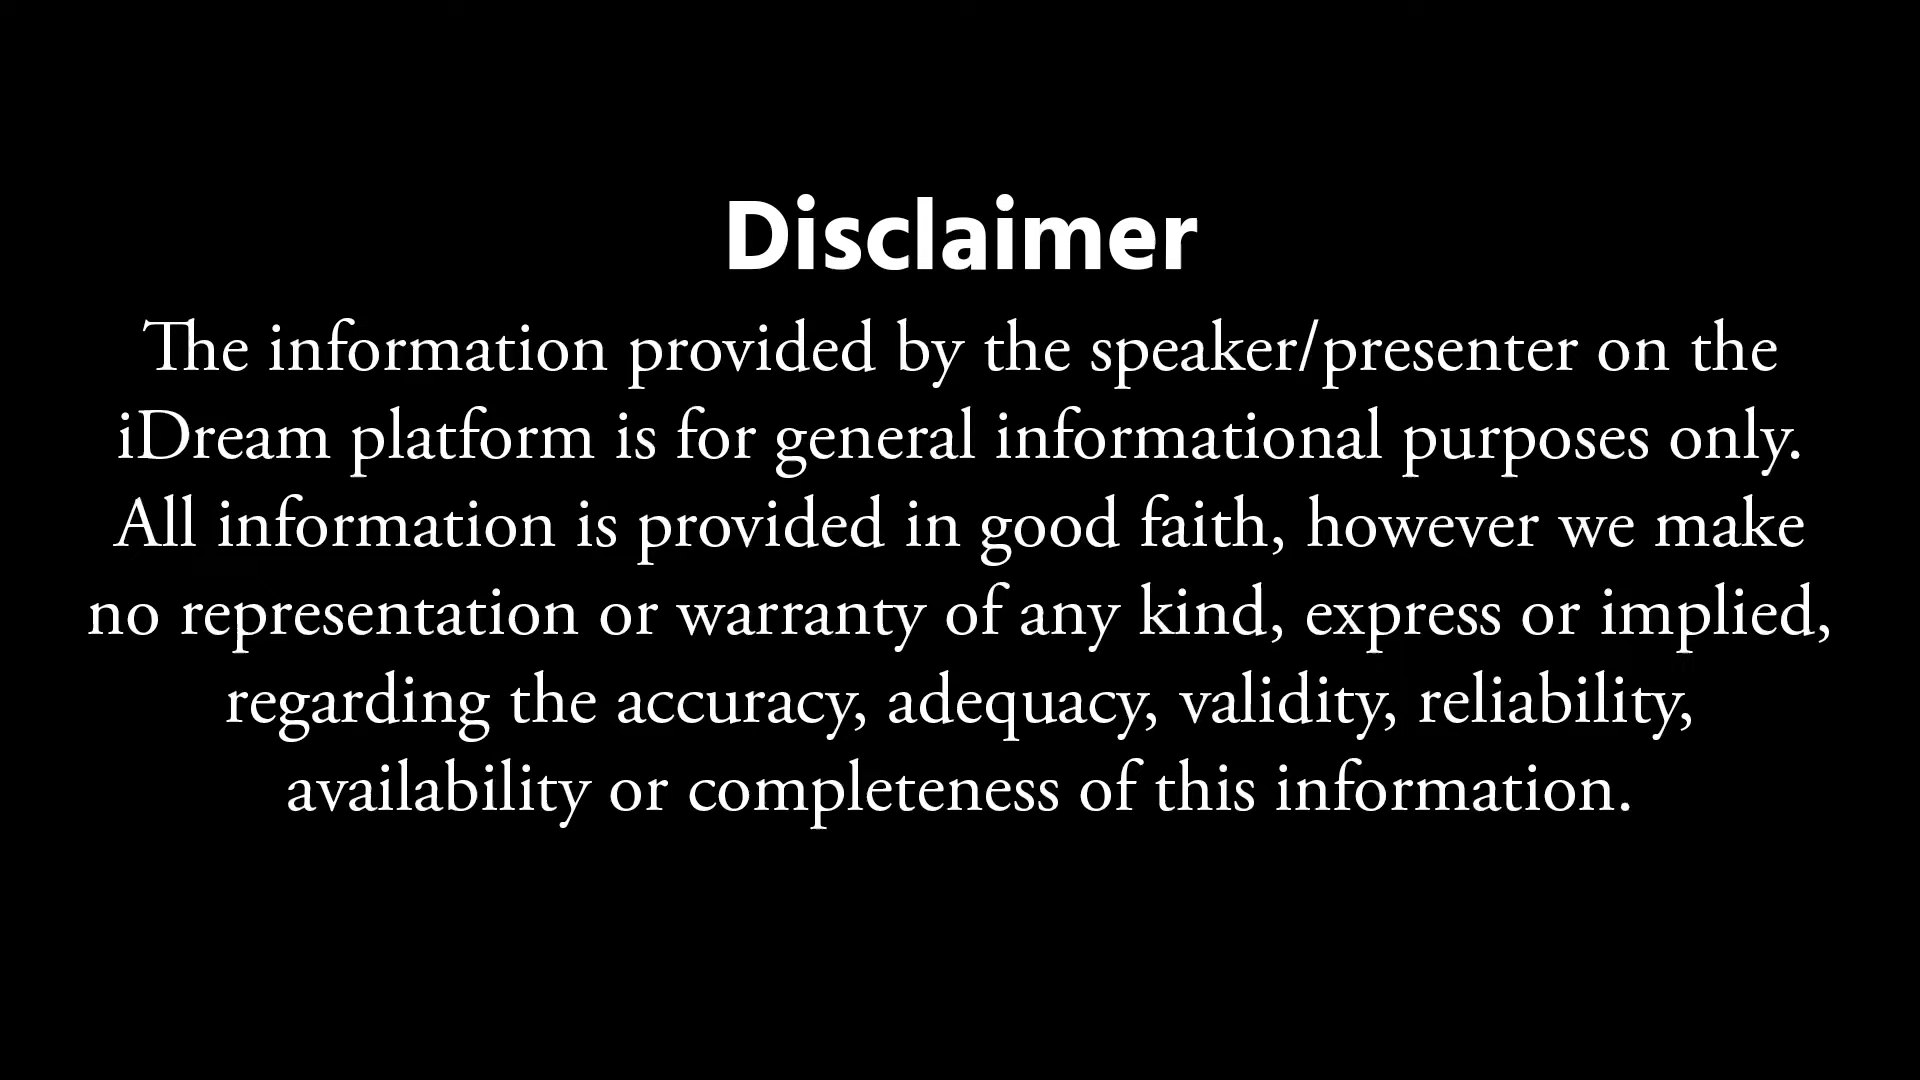 Disclaimer
The information provided by the speaker/presenter on the
iDream platform is for general informational purposes only.
All information is provided in good faith, however we make
no representation or warranty of any kind, express or implied,
regarding the accuracy, adequacy, validity, reliability,
availability or completeness of this information.